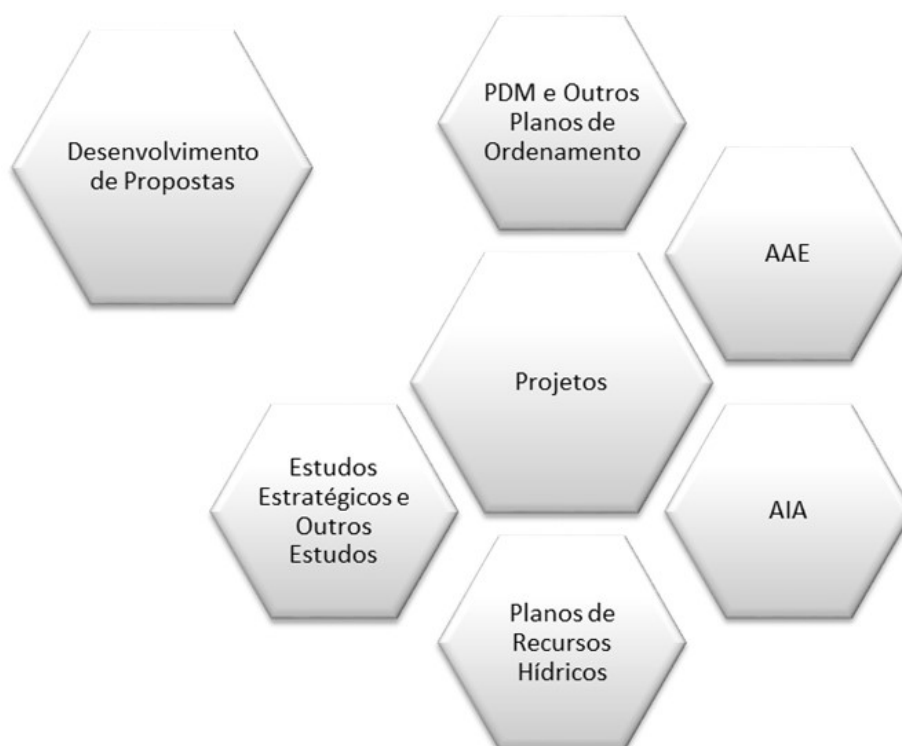 Desenvolvimento
de Propostas
PDM e Outros
Planos de
Ordenamento
AAE
Projetos
Estudos
Estratégicos e
Outros
Estudos
AIA
Planos de
Recursos
Hídricos